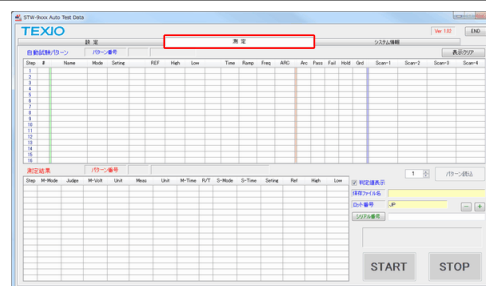 STW-9xxx Auto Test Data
TEXIO
Ver 1.02
END
設定
測定
システム情報
自動試験パターン
パターン番号
表示クリア
Step # Name Mode Seting REF High Low Time Ramp Freq ARC Arc Pass Fail Hold Gnd Scan-1 Scan-2 Scan-3 Scan-4
1
2
3
4
5
6
7
8
9
10
11
12
13
14
15
16
測定結果
パターン番号
1
パターン読込
Step M-Mode Judge M-Volt Unit Meas Unit M-Time R/T S-Mode S-Time Seting Ref High Low
判定値表示
保存ファイル名
ロット番号
JP
-
+
シリアル番号
START
STOP